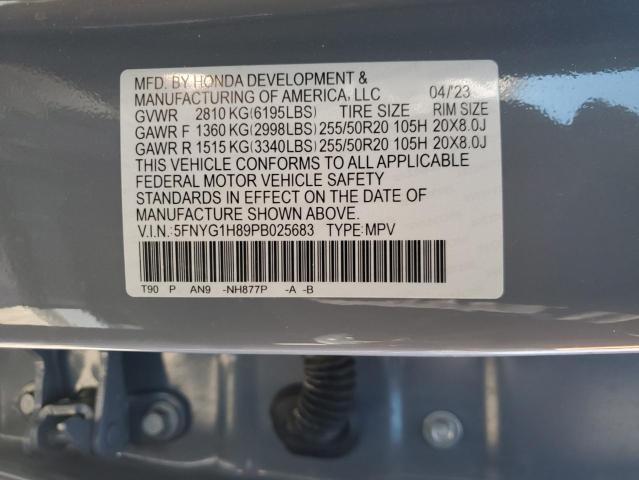 MFD. BY HONDA DEVELOPMENT &
MANUFACTURING OF AMERICA, LLC 04/'23
GVWR 2810 KG(6195LBS) TIRE SIZE RIM SIZE
GAWR F 1360 KG(2998LBS) 255/50R20 105H 20X8.0J
GAWR R 1515 KG(3340LBS) 255/50R20 105H 20X8.0J
THIS VEHICLE CONFORMS TO ALL APPLICABLE
FEDERAL MOTOR VEHICLE SAFETY
STANDARDS IN EFFECT ON THE DATE OF
MANUFACTURE SHOWN ABOVE.
V.I.N.:5FNYG1H89PB025683 TYPE:MPV
T90 P AN9 -NH877P -A -B